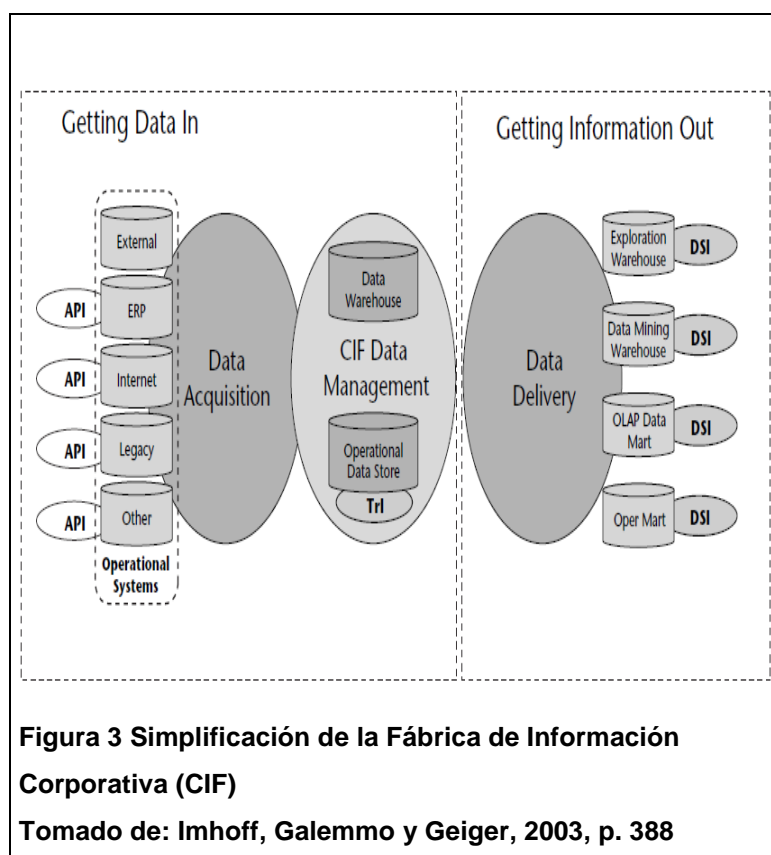 Getting Data In
Getting Information Out
External
API
ERP
API
Internet
API
Legacy
API
Other
Operational
Systems
Data
Acquisition
Data
Warehouse
CIF Data
Management
Operational
Data Store
TrI
Data
Delivery
Exploration
Warehouse
DSI
Data Mining
Warehouse
DSI
OLAP Data
Mart
DSI
Oper Mart
DSI
Figura 3 Simplificación de la Fábrica de Información
Corporativa (CIF)
Tomado de: Imhoff, Galemmo y Geiger, 2003, p. 388